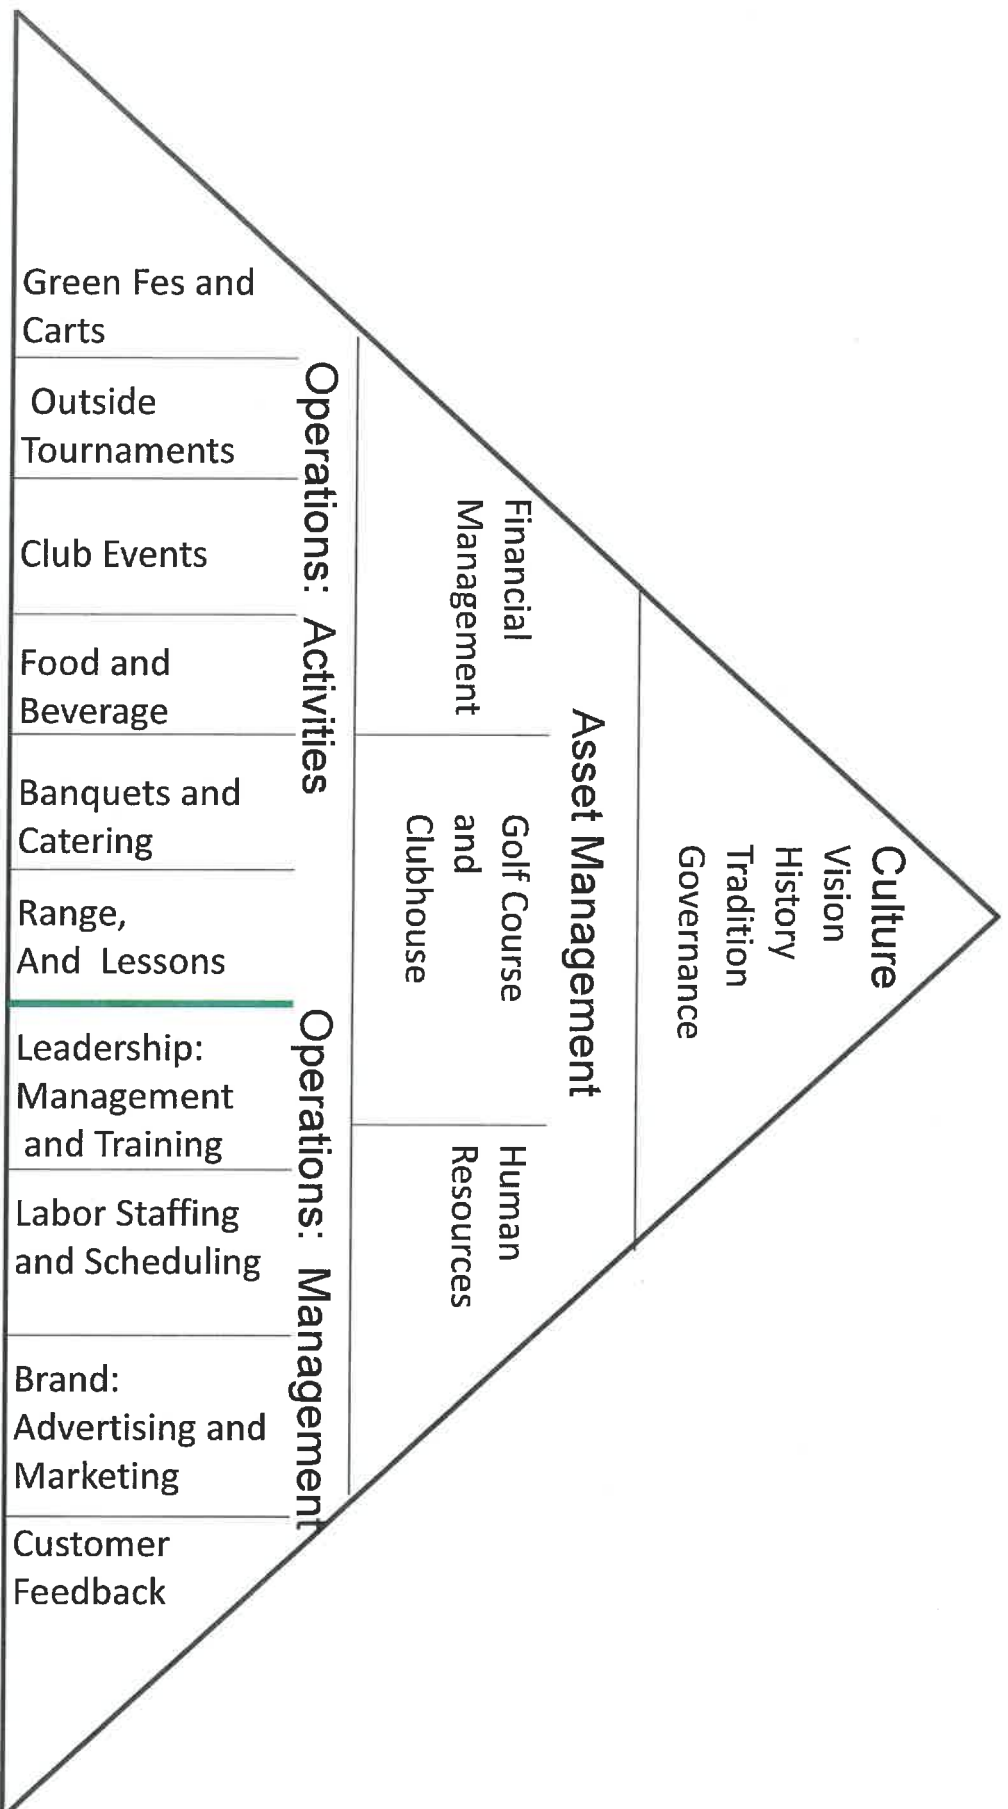 Culture
Vision
History
Tradition
Governance
Asset Management
Financial
Management
Golf Course
and
Clubhouse
Human
Resources
Operations: Activities
Operations: Management
Green Fes and
Carts
Outside
Tournaments
Club Events
Food and
Beverage
Banquets and
Catering
Range,
And Lessons
Leadership:
Management
and Training
Labor Staffing
and Scheduling
Brand:
Advertising and
Marketing
Customer
Feedback